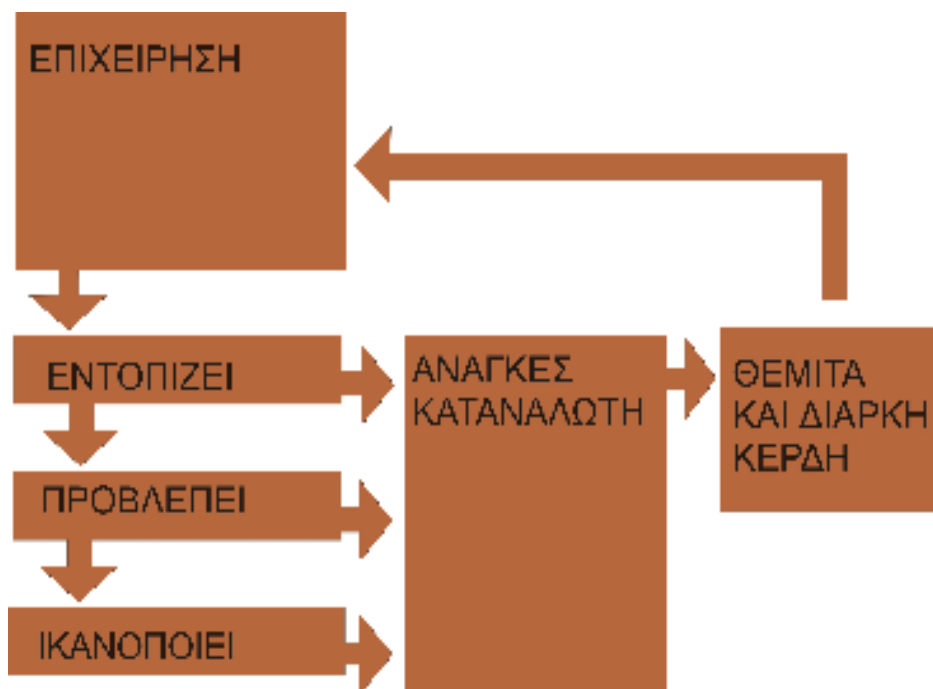 ΕΠΙΧΕΙΡΗΣΗ
ΕΝΤΟΠΙΖΕΙ
ΠΡΟΒΛΕΠΕΙ
ΙΚΑΝΟΠΟΙΕΙ
ΑΝΑΓΚΕΣ
ΚΑΤΑΝΑΛΩΤΗ
ΘΕΜΙΤΑ
ΚΑΙ ΔΙΑΡΚΗ
ΚΕΡΔΗ